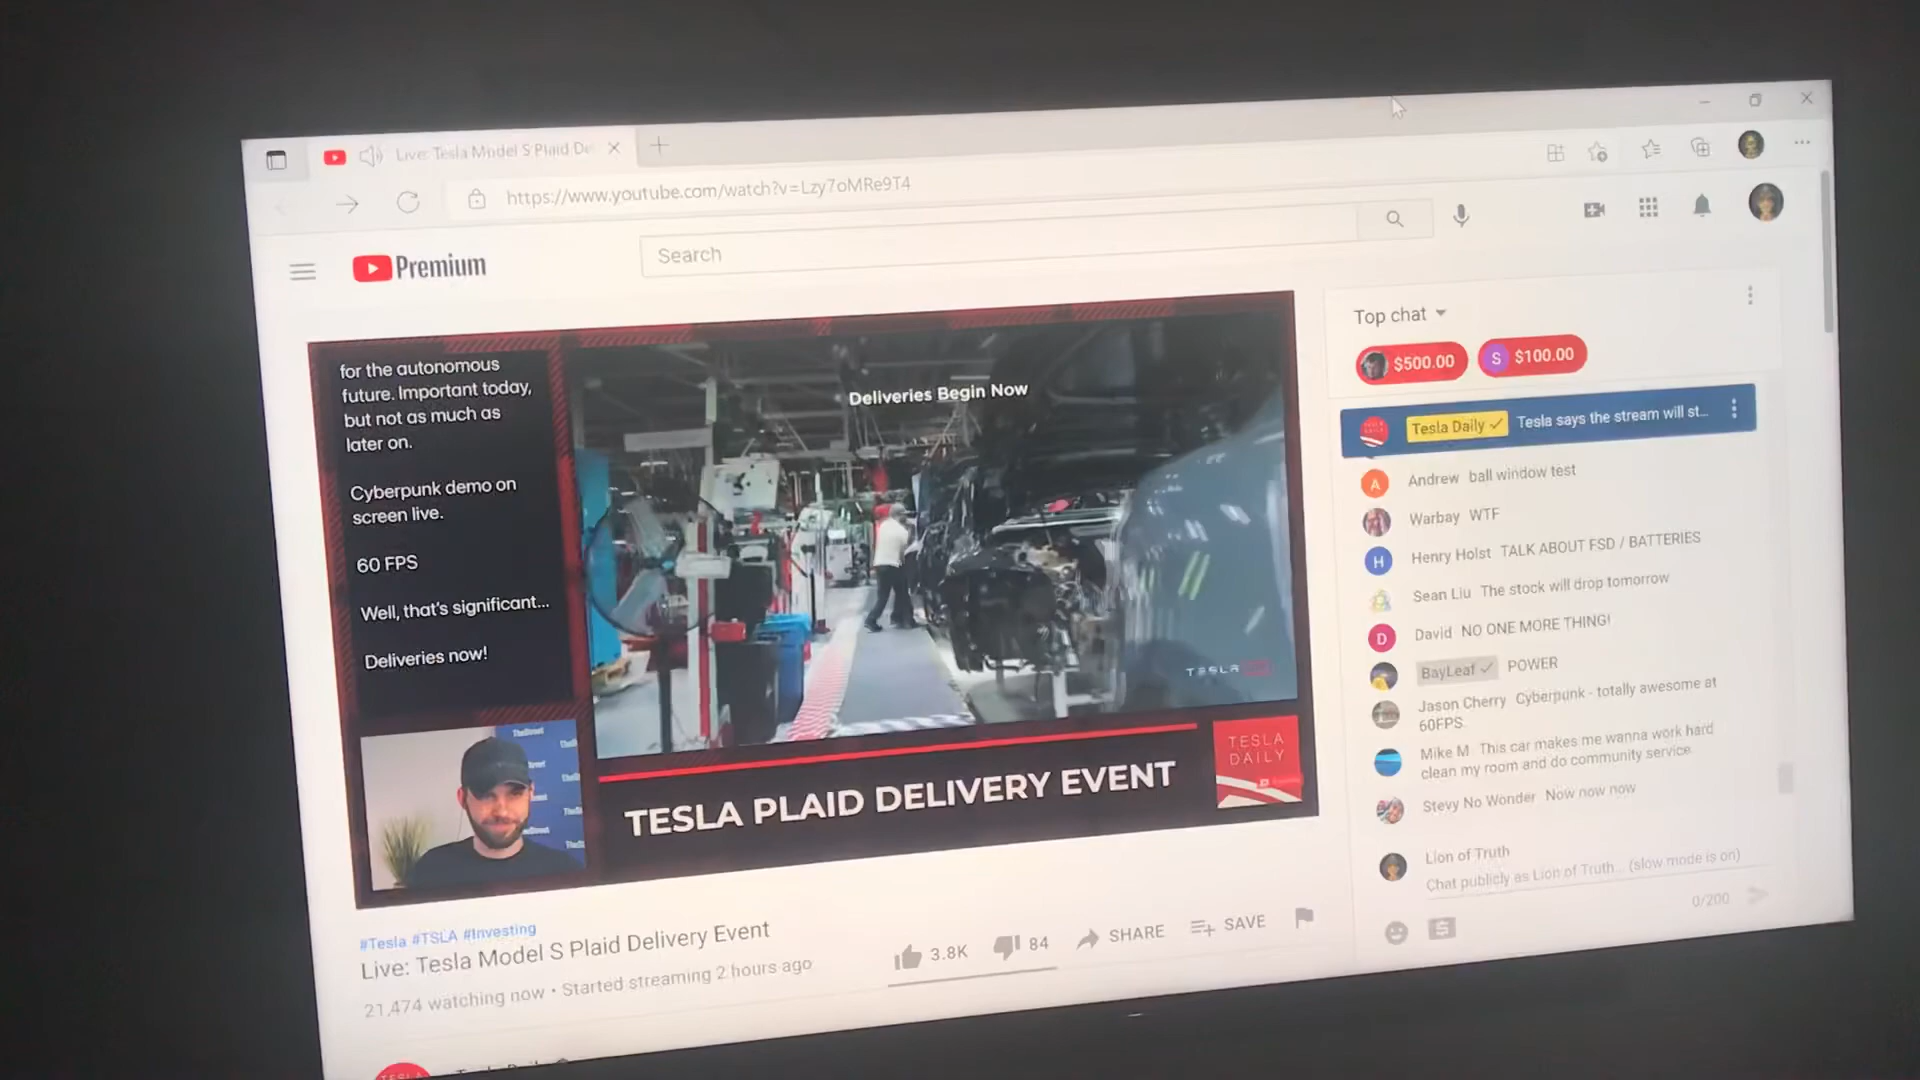 Live: Tesla Model S Plaid De
https://www.youtube.com/watch?v=Lzy7oMRe9T4
Premium
Search
for the autonomous
future. Important today,
but not as much as
later on.
Cyberpunk demo on
screen live.
60 FPS
Well, that's significant...
Deliveries now!
Deliveries Begin Now
TESLA
TheStreet
TESLA PLAID DELIVERY EVENT
TESLA
DAILY
#Tesla #TSLA #Investing
Live: Tesla Model S Plaid Delivery Event
21,474 watching now • Started streaming 2 hours ago
3.8K 84 SHARE SAVE
Top chat
$500.00 S $100.00
Tesla Daily Tesla says the stream will st...
A Andrew ball window test
Warbay WTF
H Henry Holst TALK ABOUT FSD / BATTERIES
Sean Liu The stock will drop tomorrow
D David NO ONE MORE THING!
BayLeaf POWER
Jason Cherry Cyberpunk - totally awesome at
60FPS.
Mike M This car makes me wanna work hard
clean my room and do community service.
Stevy No Wonder Now now now
Lion of Truth
Chat publicly as Lion of Truth... (slow mode is on)
0/200